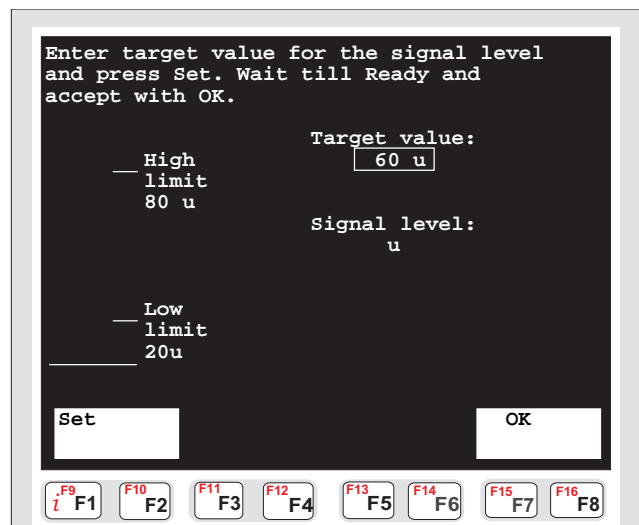 Enter target value for the signal level
and press Set. Wait till Ready and
accept with OK.
Target value:
60 u
High
limit
80 u
Signal level:
u
Low
limit
20u
Set
OK
F9 i F1
F10 F2
F11 F3
F12 F4
F13 F5
F14 F6
F15 F7
F16 F8